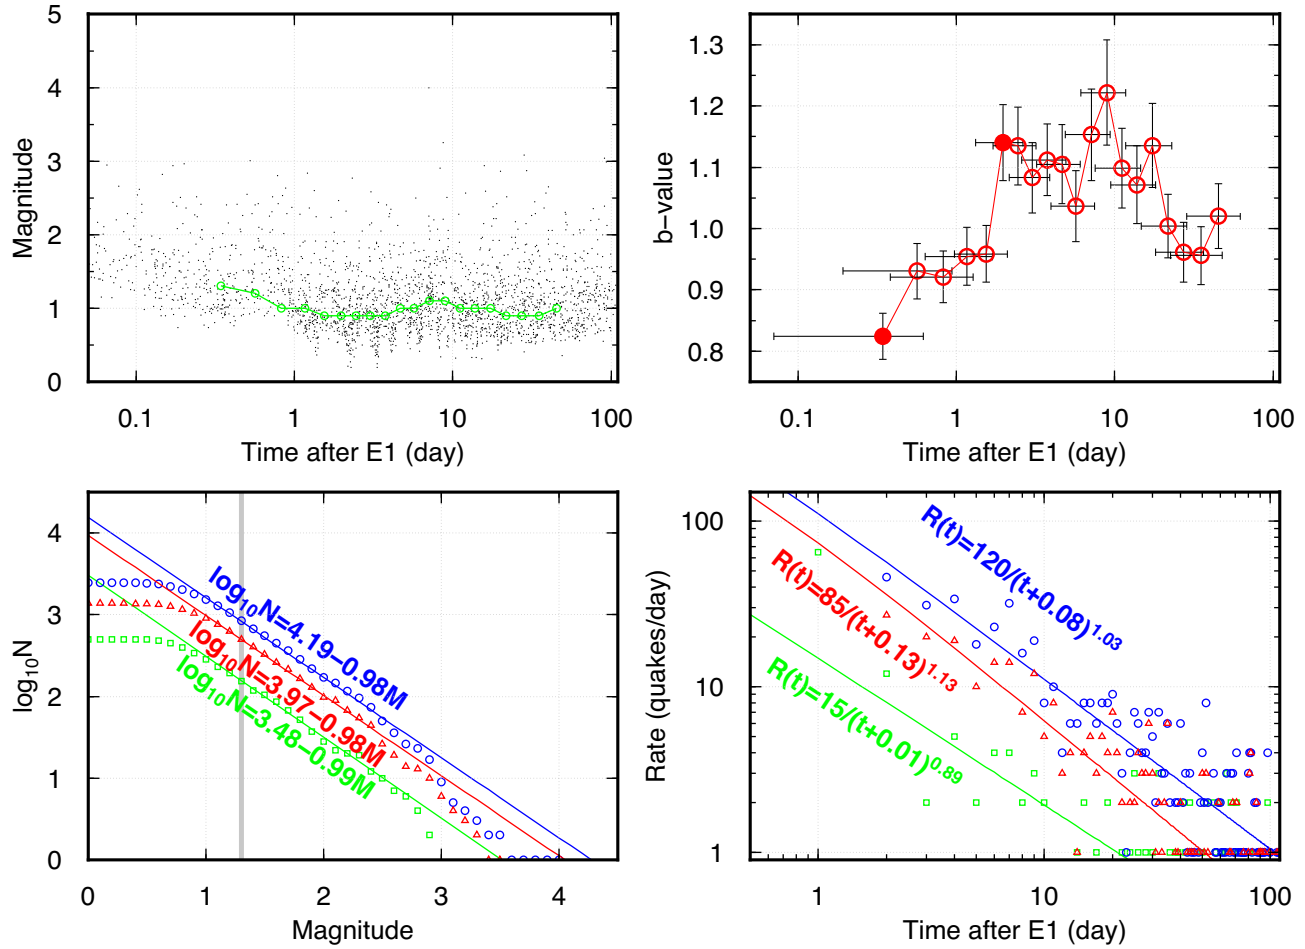 5
4
3
2
1
0
Magnitude
0.1
1
10
100
Time after E1 (day)
1.3
1.2
1.1
1.0
0.9
0.8
b−value
0.1
1
10
100
Time after E1 (day)
4
3
2
1
0
log₁₀N
log₁₀N=4.19−0.98M
log₁₀N=3.97−0.98M
log₁₀N=3.48−0.99M
0
1
2
3
4
Magnitude
100
10
1
Rate (quakes/day)
R(t)=120/(t+0.08)^1.03
R(t)=85/(t+0.13)^1.13
R(t)=15/(t+0.01)^0.89
1
10
100
Time after E1 (day)